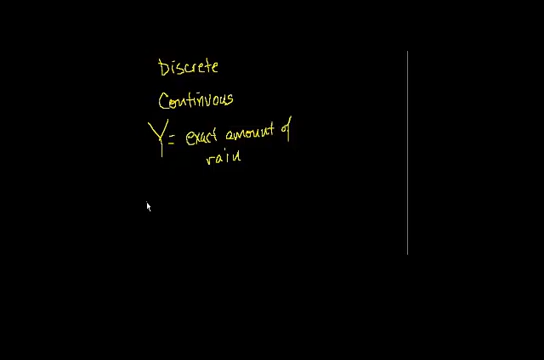 Discrete
Continuous
Y = exact amount of
rain